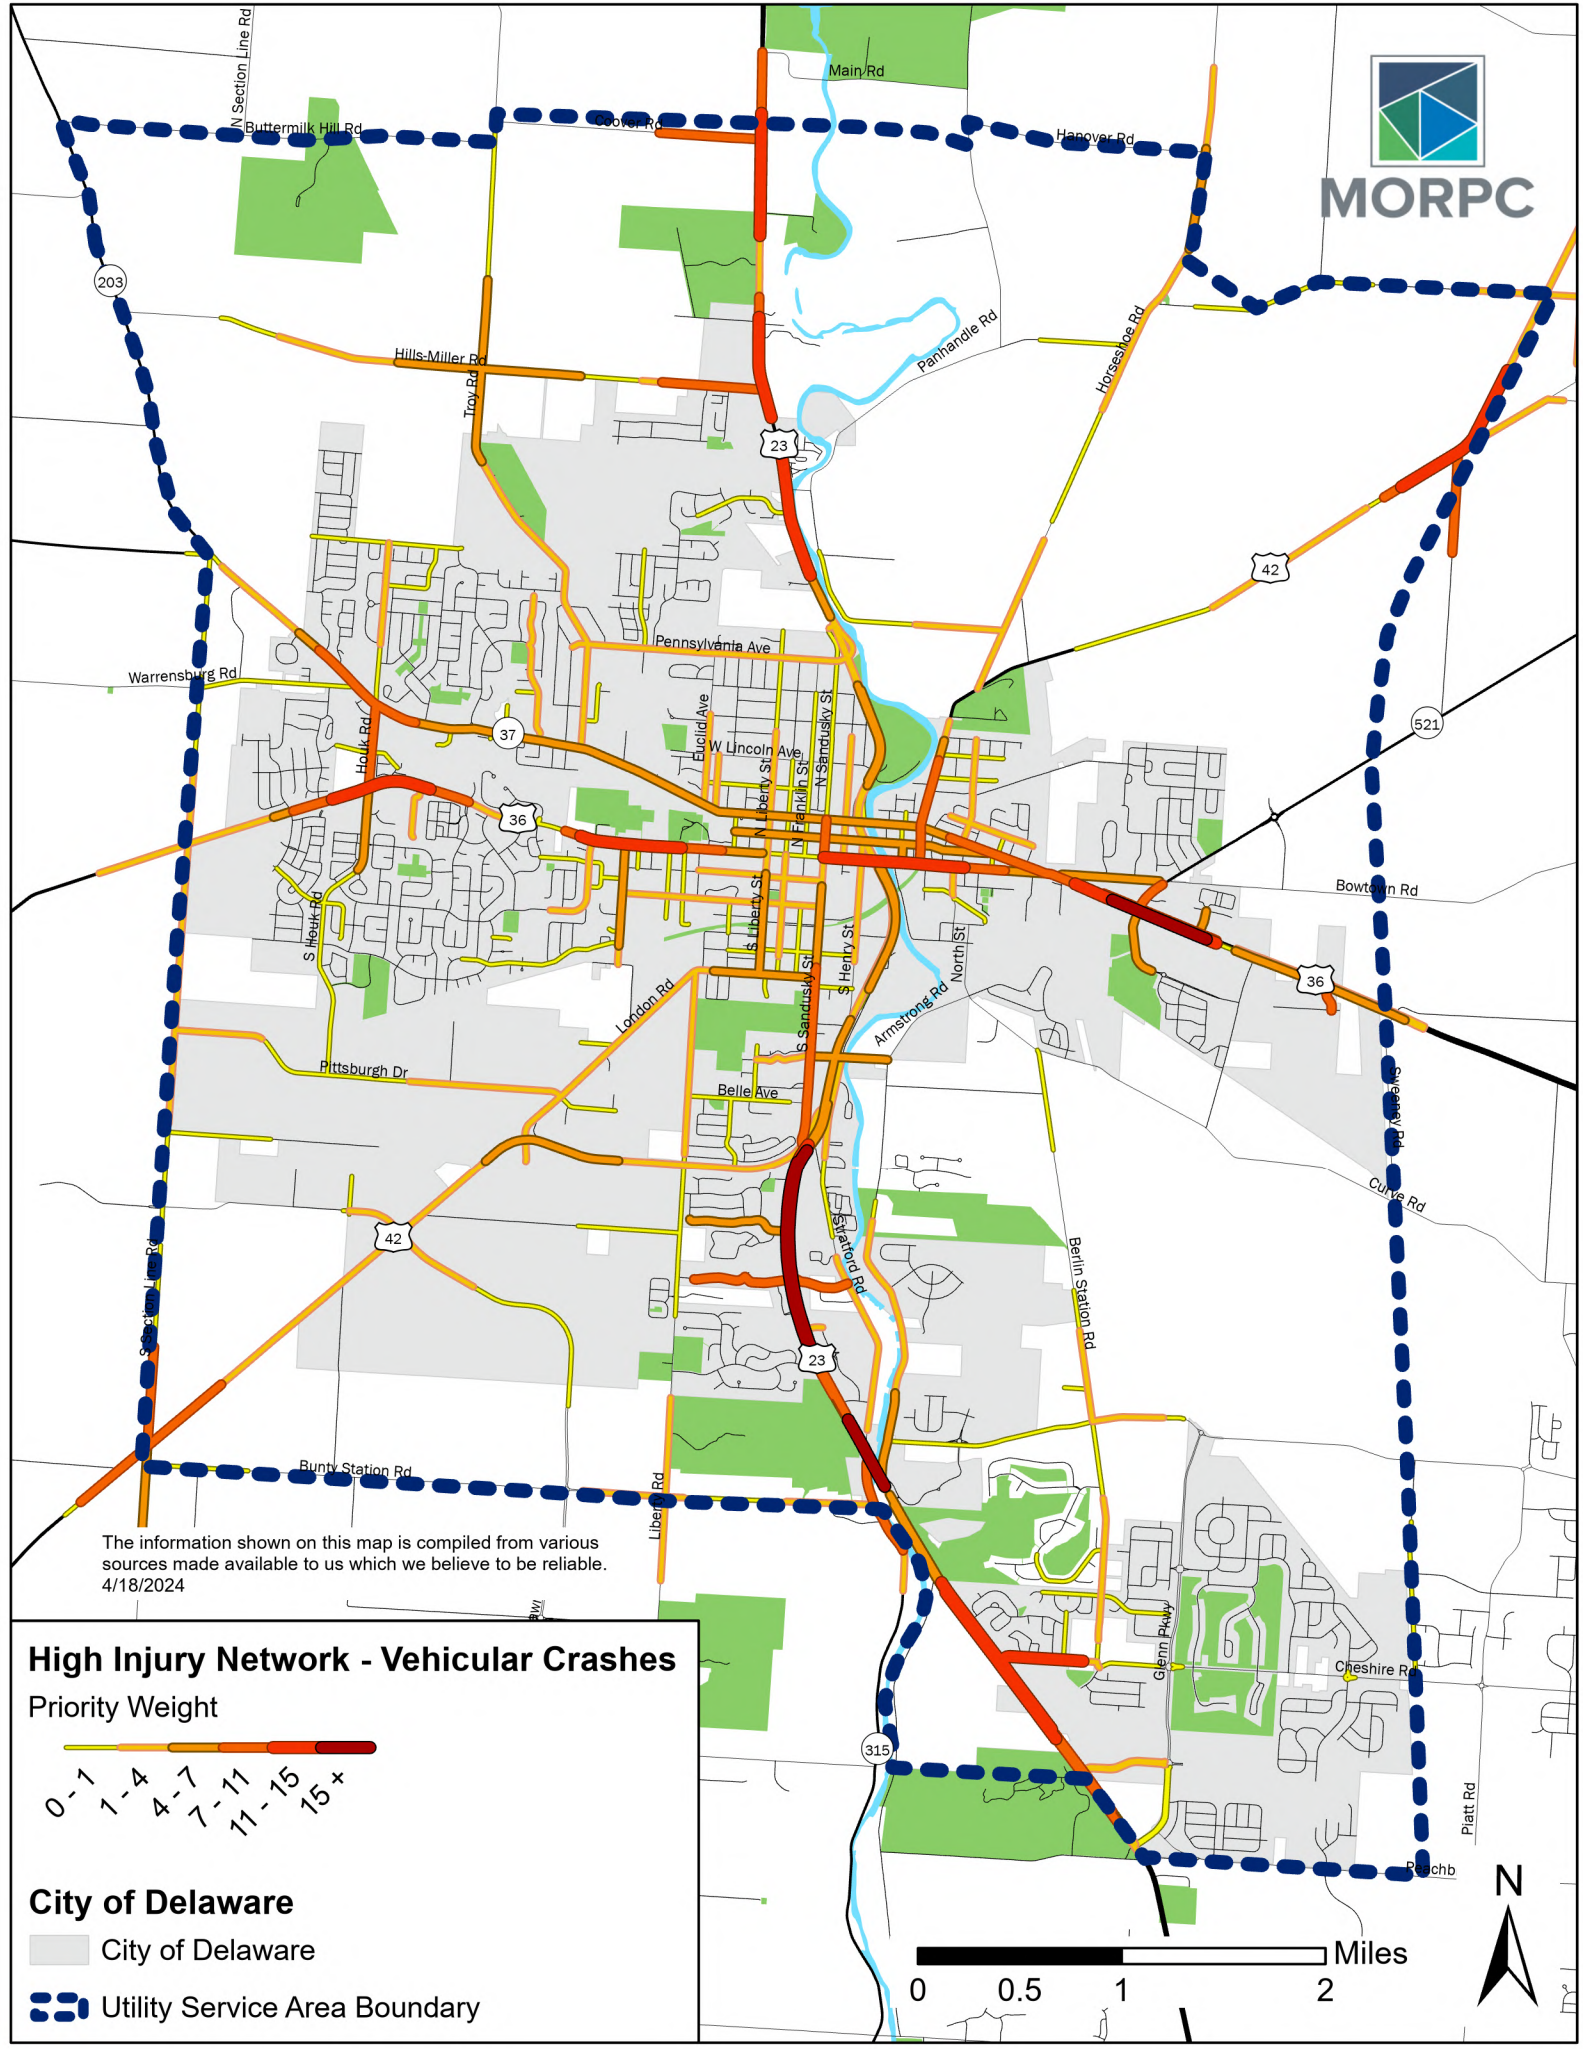 N Section Line Rd
Main Rd
Buttermilk Hill Rd
Coover Rd
Hanover Rd
MORPC
203
Panhandle Rd
Horseshoe Rd
Hills-Miller Rd
Troy Rd
23
42
Pennsylvania Ave
Warrensburg Rd
Euclid Ave
N Sandusky St
521
Houk Rd
37
W Lincoln Ave
N Liberty St
N Franklin St
36
Bowtown Rd
S Houk Rd
S Liberty St
S Henry St
North St
36
S Sandusky St
London Rd
Armstrong Rd
Pittsburgh Dr
Belle Ave
Sweeney Rd
Curve Rd
42
S Section Line Rd
Stratford Rd
Berlin Station Rd
23
Bunty Station Rd
Liberty Rd
The information shown on this map is compiled from various
sources made available to us which we believe to be reliable.
4/18/2024
Glenn Pkwy
Cheshire R
315
Platt Rd
Peachb
High Injury Network - Vehicular Crashes
Priority Weight
0 - 1
1 - 4
4 - 7
7 - 11
11 - 15
15 +
City of Delaware
City of Delaware
Utility Service Area Boundary
N
Miles
0 0.5 1 2